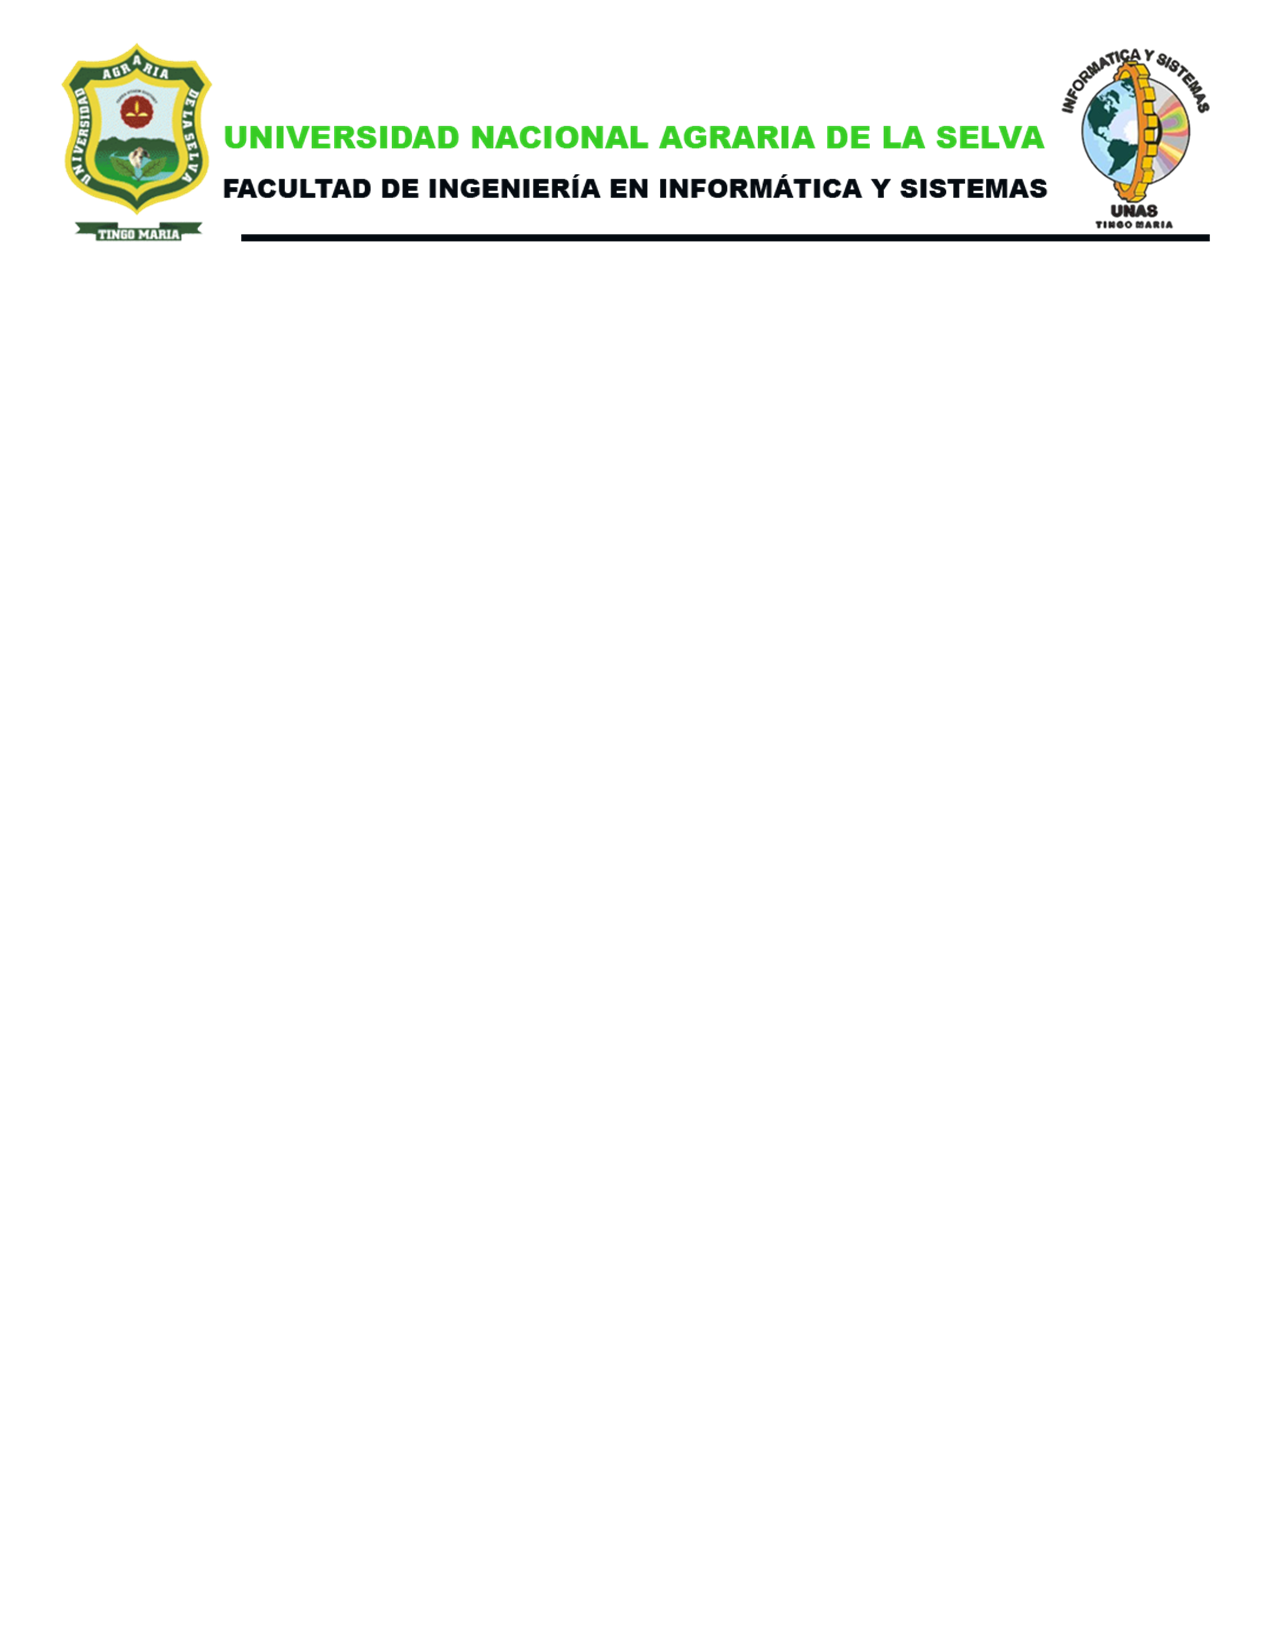 UNIVERSIDAD AGRARIA DE LA SELVA
TINGO MARIA
UNIVERSIDAD NACIONAL AGRARIA DE LA SELVA
FACULTAD DE INGENIERÍA EN INFORMÁTICA Y SISTEMAS
INFORMATICA Y SISTEMAS
UNAS
TINGO MARIA